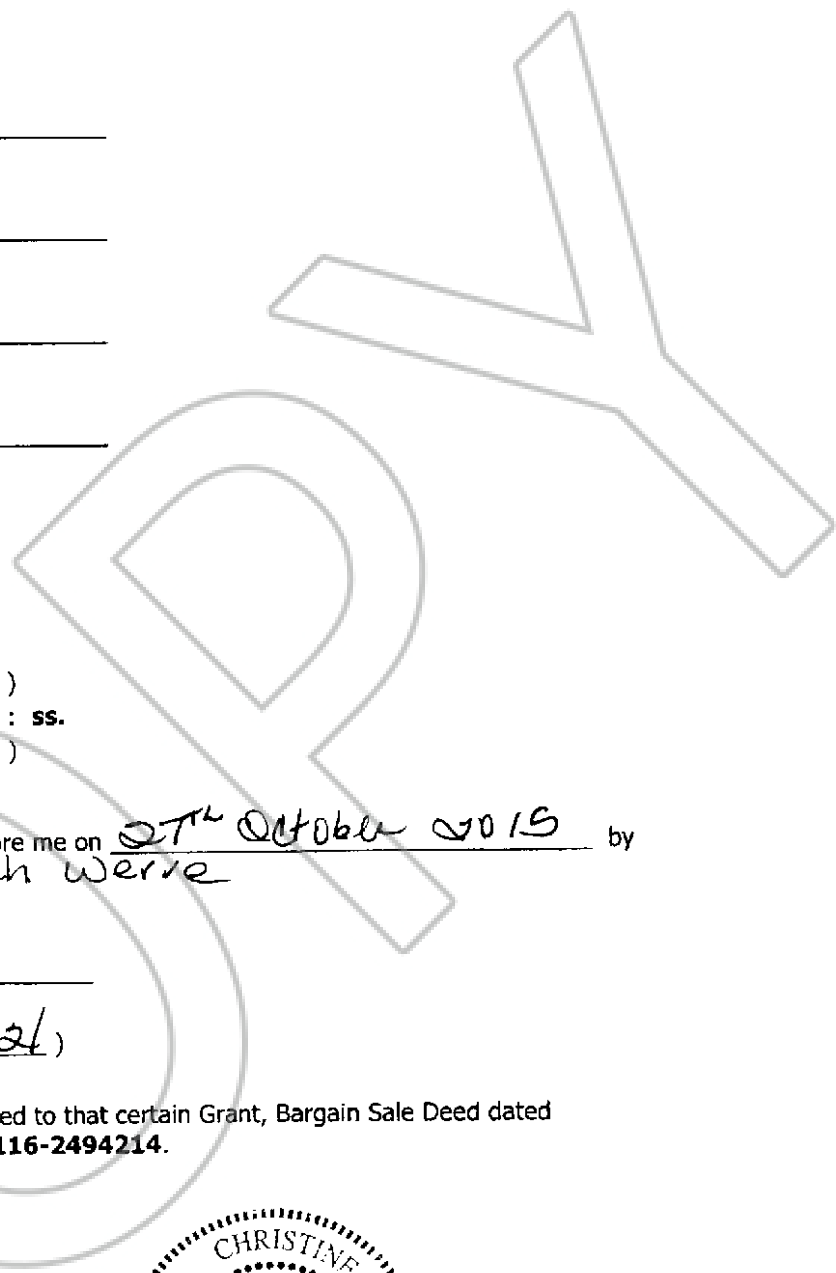 )
: ss.
)
re me on 27th October 2015 by
h Werve
21)
ed to that certain Grant, Bargain Sale Deed dated
116-2494214.
CHRISTINE
OPY